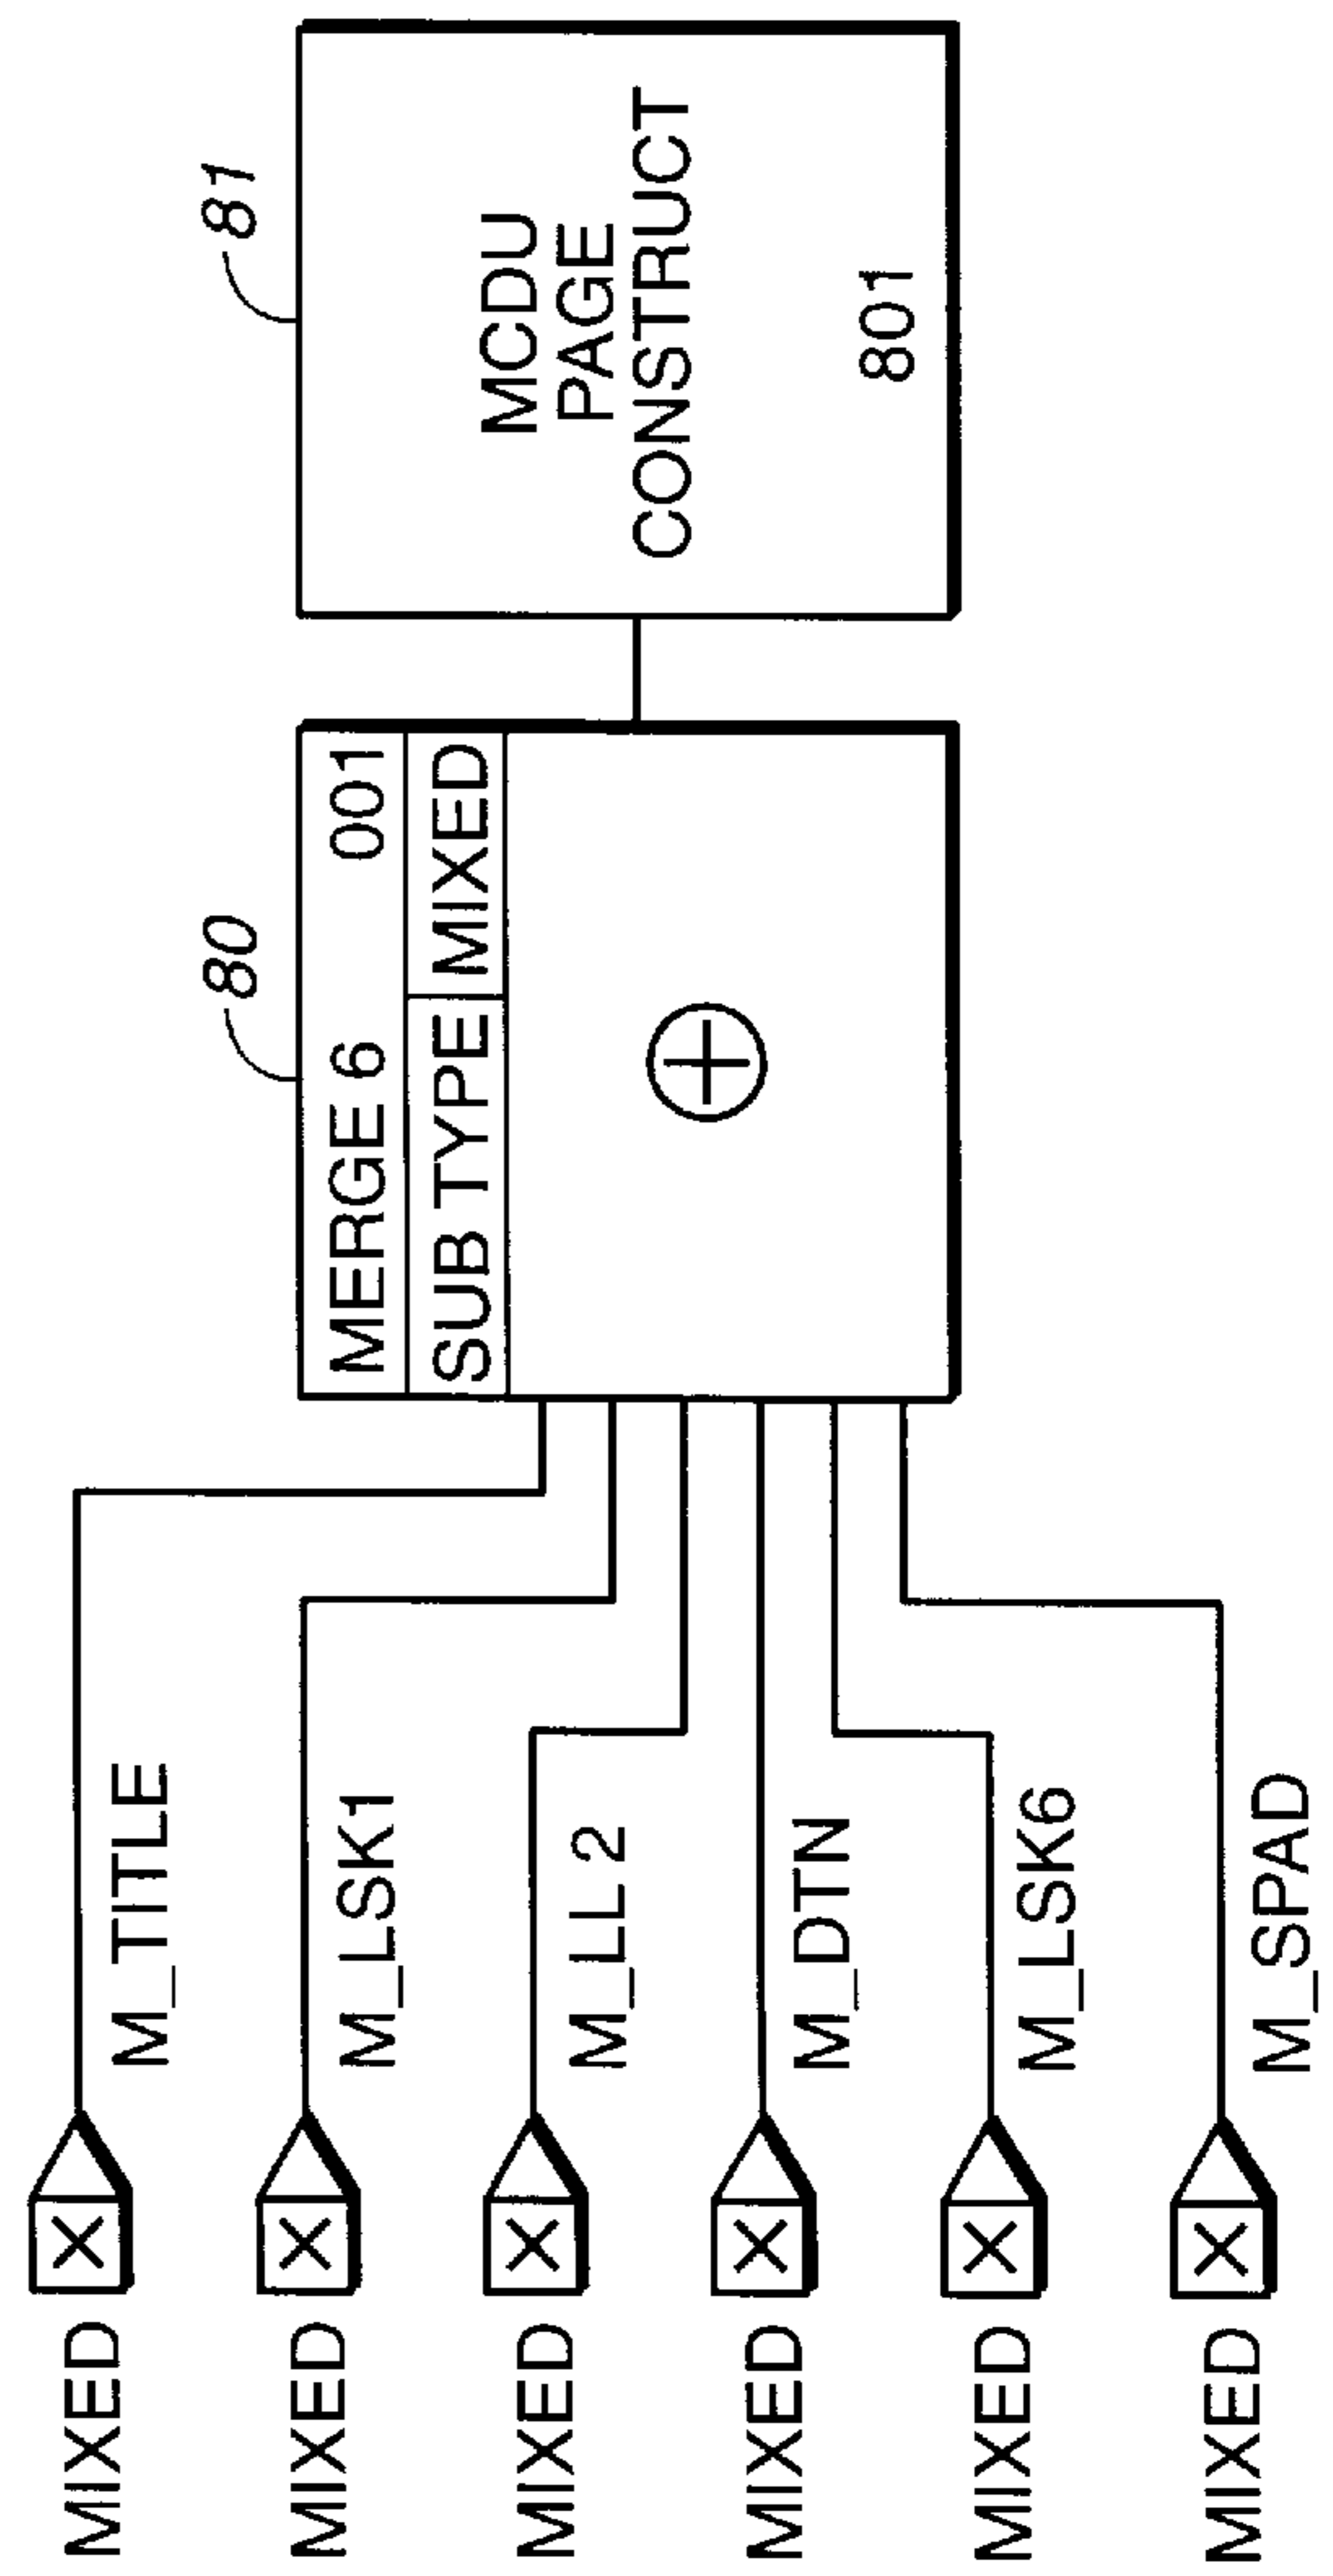 MIXED
M_TITLE
MIXED
M_LSK1
MIXED
M_LL 2
MIXED
M_DTN
MIXED
M_LSK6
MIXED
M_SPAD
80
MERGE 6 001
SUB TYPE MIXED
81
MCDU
PAGE
CONSTRUCT
801